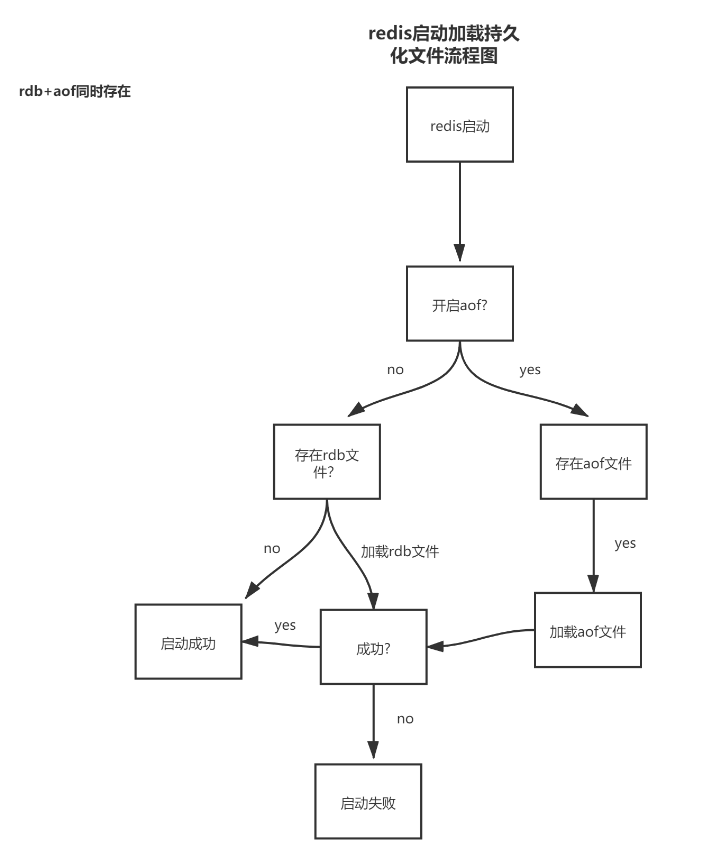 redis启动加载持久
化文件流程图
rdb+aof同时存在
redis启动
开启aof?
no
yes
存在rdb文
件?
存在aof文件
no
加载rdb文件
yes
启动成功
yes
成功?
加载aof文件
no
启动失败